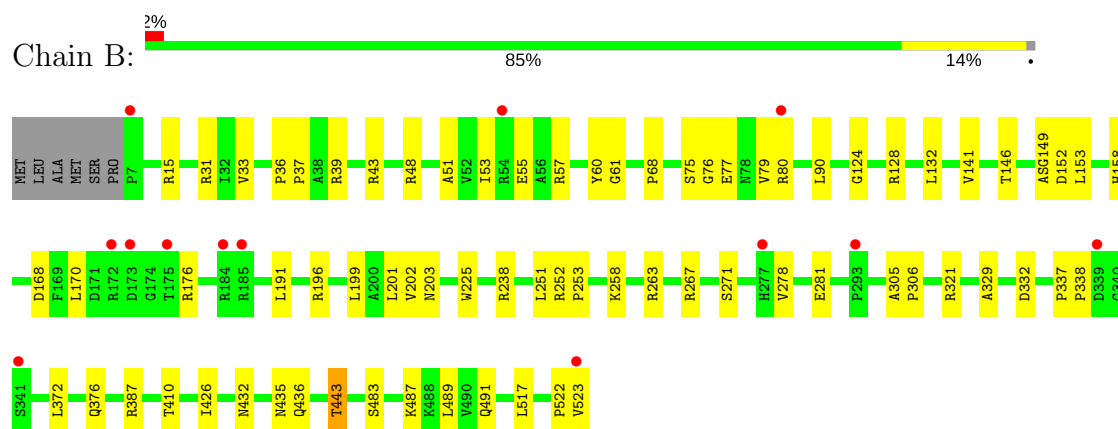 2%
Chain B:
85% 14% •
MET LEU ALA MET SER PRO P7 R15 R31 I32 V33 P36 P37 A38 R39 R43 R48 A51 V52 I53 R54 E55 A56 R57 Y60 G61 P68 S75 G76 E77 N78 V79 R80 L90 G124 R128 L132 V141 T146 ASG149 D152 L153 H158
D168 F169 L170 D171 R172 D173 G174 T175 R176 R184 R185 L191 R196 L199 A200 L201 V202 N203 W225 R238 L251 R252 P253 K258 R263 R267 S271 H277 V278 E281 P293 A305 P306 R321 A329 D332 P337 P338 D339 G340
S341 L372 Q376 R387 T410 I426 N432 N435 Q436 T443 S483 K487 K488 L489 V490 Q491 L517 P522 V523